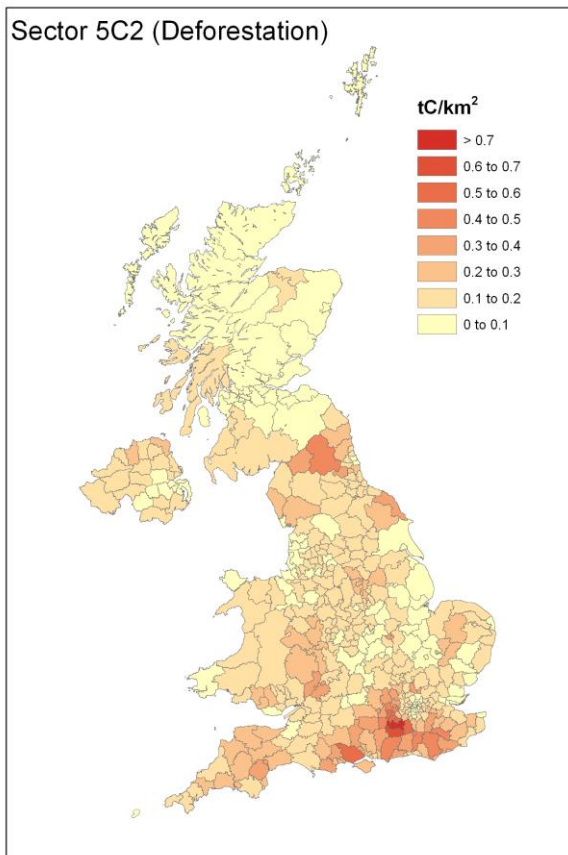 Sector 5C2 (Deforestation)
tC/km²
> 0.7
0.6 to 0.7
0.5 to 0.6
0.4 to 0.5
0.3 to 0.4
0.2 to 0.3
0.1 to 0.2
0 to 0.1